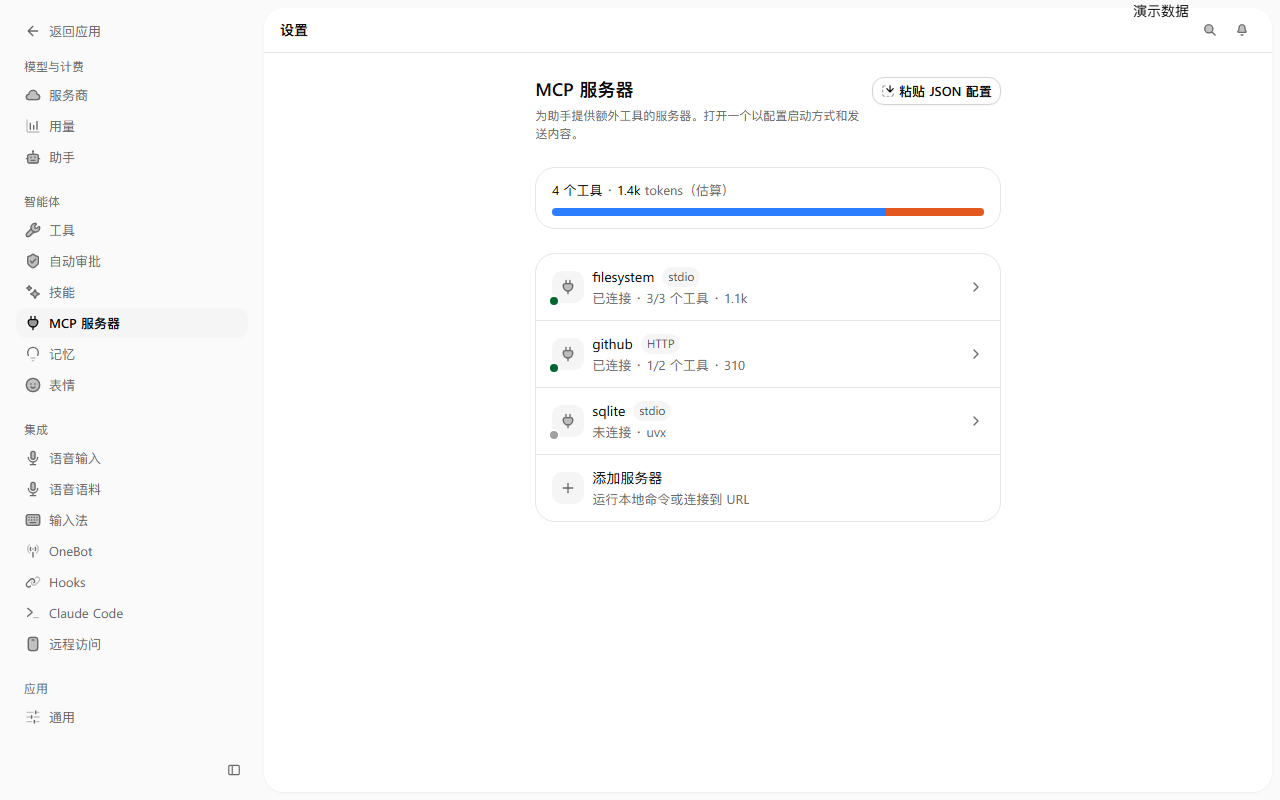 演示数据
返回应用
模型与计费
服务商
用量
助手
智能体
工具
自动审批
技能
MCP 服务器
记忆
表情
集成
语音输入
语音语料
输入法
OneBot
Hooks
Claude Code
远程访问
应用
通用
设置
MCP 服务器
粘贴 JSON 配置
为助手提供额外工具的服务器。打开一个以配置启动方式和发
送内容。
4 个工具 · 1.4k tokens（估算）
filesystem stdio
已连接 · 3/3 个工具 · 1.1k
github HTTP
已连接 · 1/2 个工具 · 310
sqlite stdio
未连接 · uvx
添加服务器
运行本地命令或连接到 URL